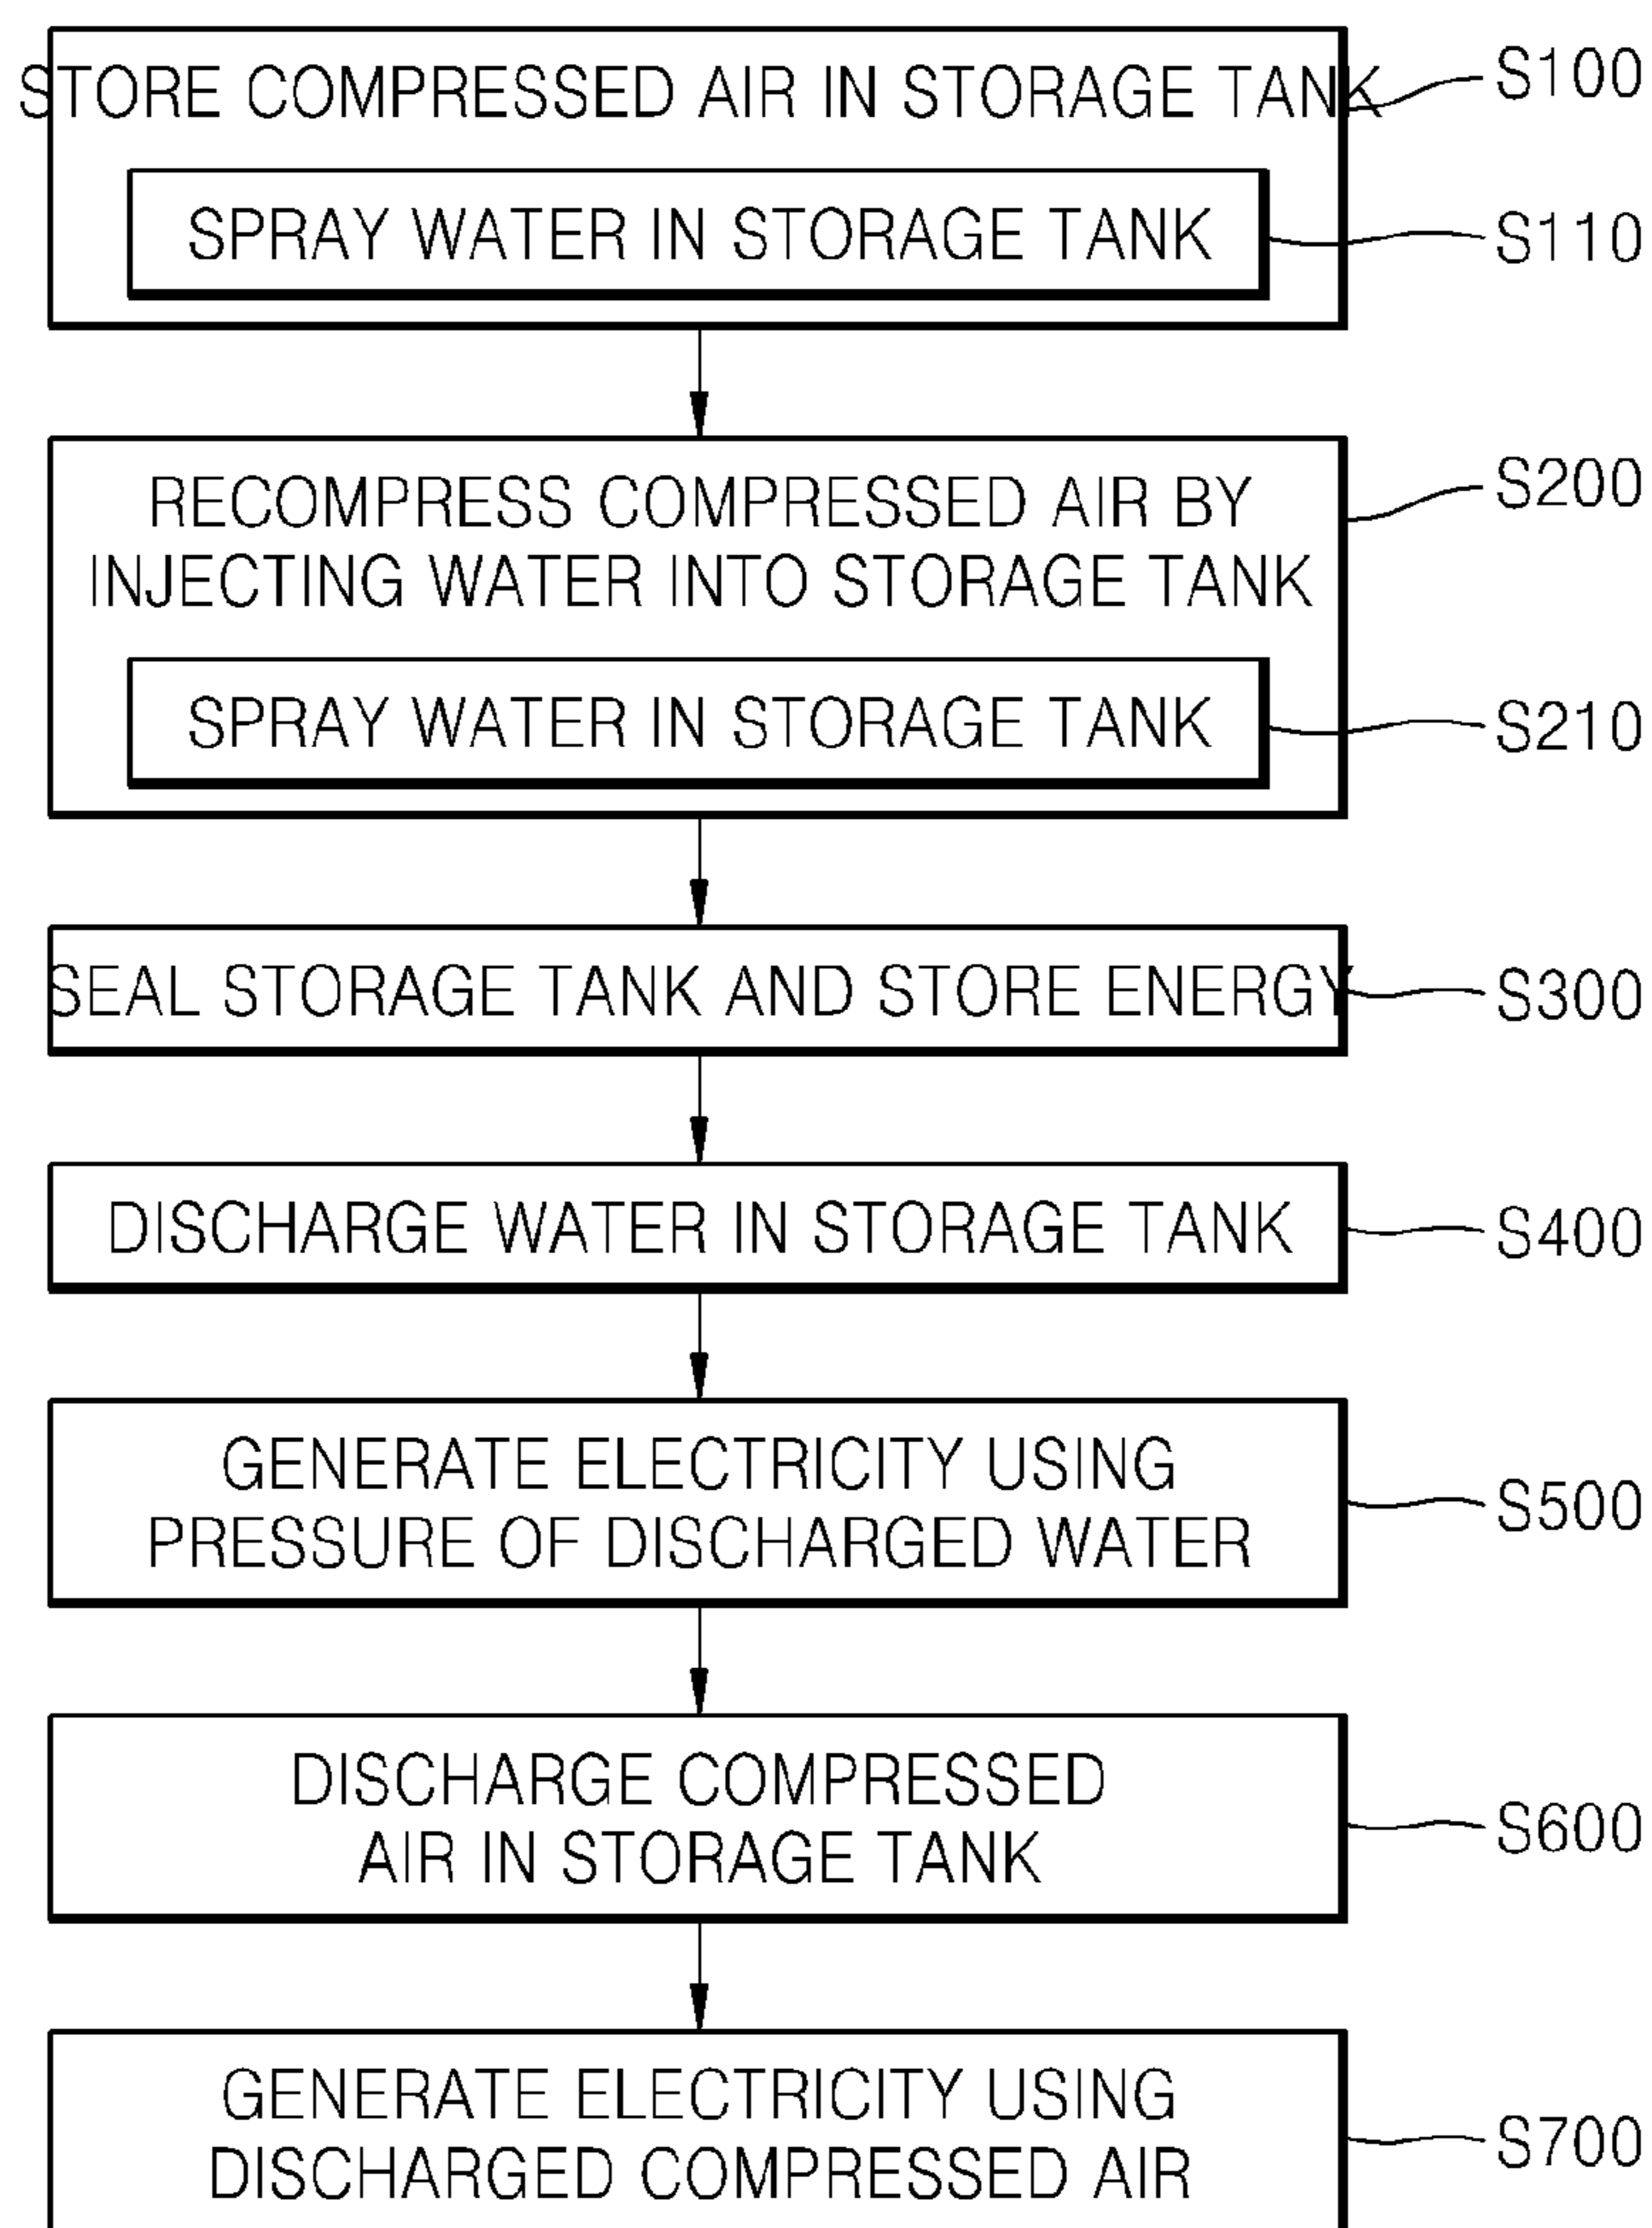 STORE COMPRESSED AIR IN STORAGE TANK
S100
SPRAY WATER IN STORAGE TANK
S110
RECOMPRESS COMPRESSED AIR BY
INJECTING WATER INTO STORAGE TANK
S200
SPRAY WATER IN STORAGE TANK
S210
SEAL STORAGE TANK AND STORE ENERGY
S300
DISCHARGE WATER IN STORAGE TANK
S400
GENERATE ELECTRICITY USING
PRESSURE OF DISCHARGED WATER
S500
DISCHARGE COMPRESSED
AIR IN STORAGE TANK
S600
GENERATE ELECTRICITY USING
DISCHARGED COMPRESSED AIR
S700